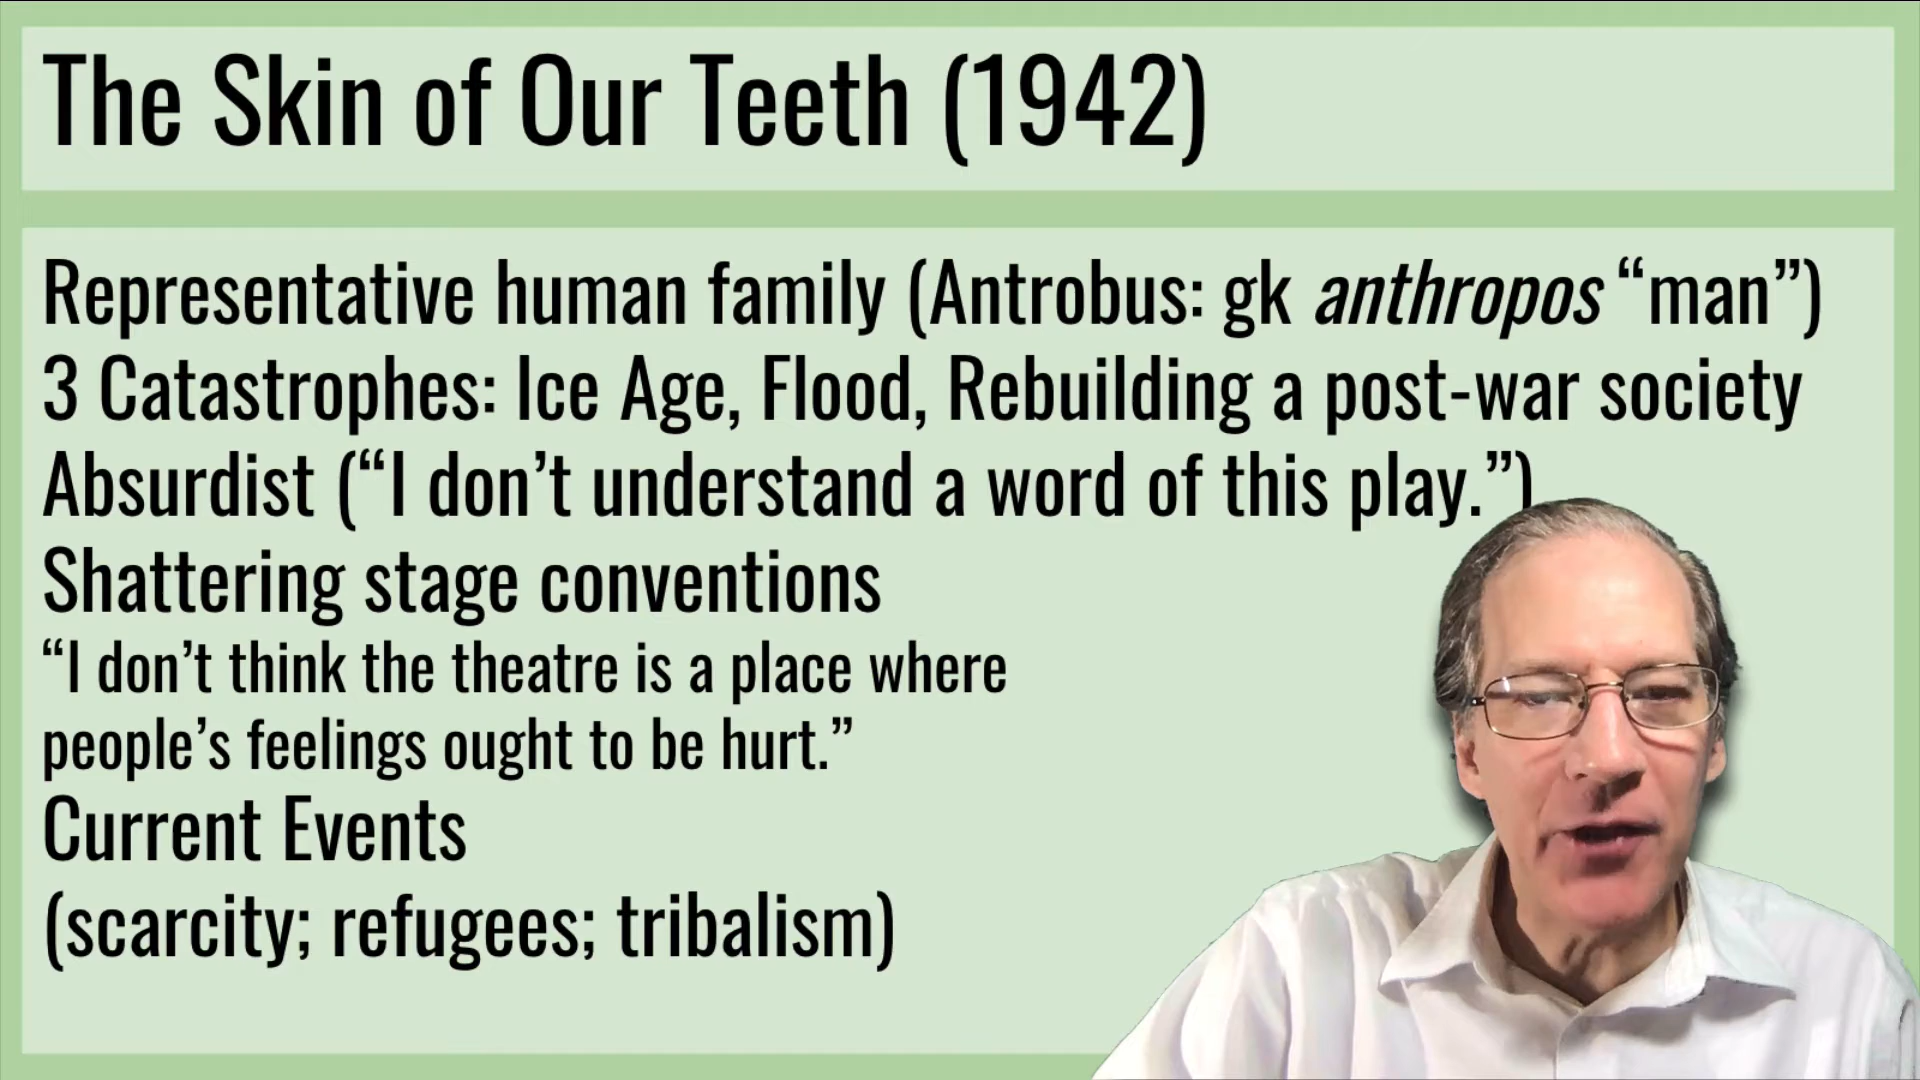 The Skin of Our Teeth (1942)
Representative human family (Antrobus: gk anthropos “man”)
3 Catastrophes: Ice Age, Flood, Rebuilding a post-war society
Absurdist (“I don’t understand a word of this play.”)
Shattering stage conventions
“I don’t think the theatre is a place where
people’s feelings ought to be hurt.”
Current Events
(scarcity; refugees; tribalism)